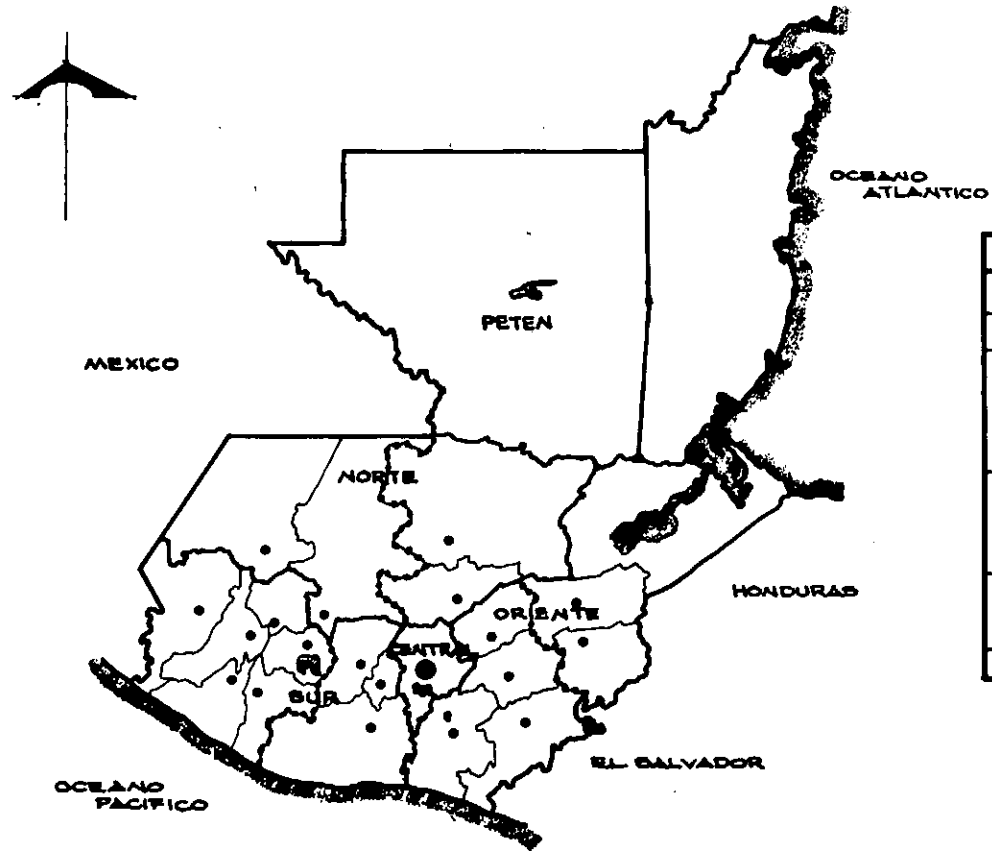 OCEANO
ATLANTICO
PETEN
MEXICO
NORTE
HONDURAS
ORIENTE
CENTRAL
SUR
EL SALVADOR
OCEANO
PACIFICO